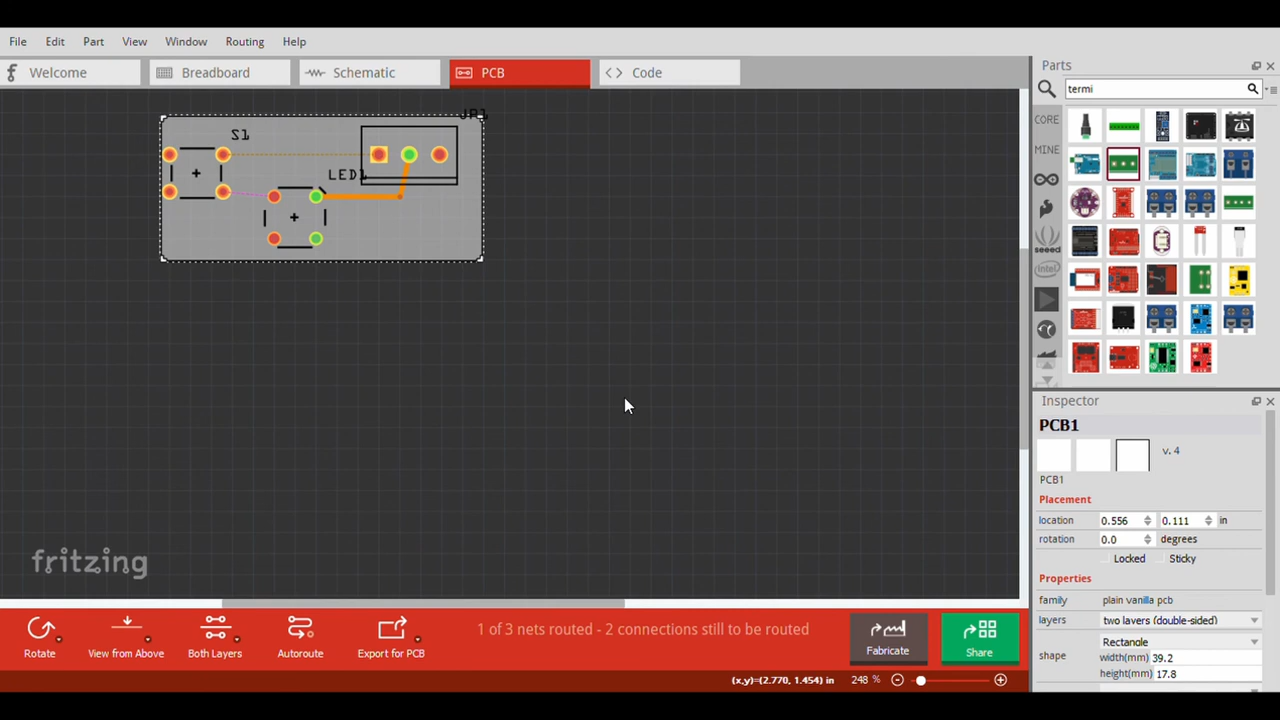 File Edit Part View Window Routing Help
Welcome Breadboard Schematic PCB Code
Parts
termi
CORE
MINE
seeed
intel
JP1
S1
LED1
fritzing
Inspector
PCB1
v. 4
PCB1
Placement
location 0.556 0.111 in
rotation 0.0 degrees
Locked Sticky
Properties
family plain vanilla pcb
layers two layers (double-sided)
shape Rectangle
width(mm) 39.2
height(mm) 17.8
Rotate View from Above Both Layers Autoroute Export for PCB
1 of 3 nets routed - 2 connections still to be routed
Fabricate Share
(x,y)=(2.770, 1.454) in 248 %